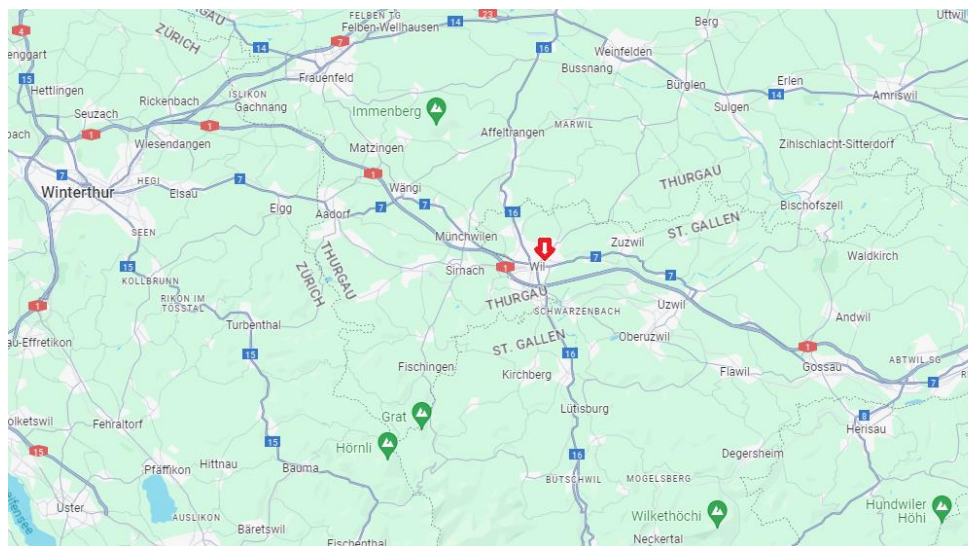 FELBEN TG
Felben-Wellhausen
23
Berg
Uttwil
4
ZÜRICH
THURGAU
7
14
14
16
Weinfelden
enggart
15
Hettlingen
Frauenfeld
Bussnang
Bürglen
Erlen
14
Amriswil
Rickenbach
ISLIKON
Gachnang
Seuzach
Immenberg
Sulgen
1
1
Affeltrangen
MÄRWIL
bach
Wiesendangen
Matzingen
Zihlschlacht-Sitterdorf
7
HEGI
Elsau
7
1
Wängi
THURGAU
Winterthur
Elgg
Aadorf
7
7
16
ST. GALLEN
Bischofszell
SEEN
Münchwilen
Zuzwil
THURGAU
ZÜRICH
Sirnach
1
Wil
7
7
Waldkirch
15
KOLLBRUNN
RIKON IM
TÖSSTAL
THURGAU
SCHWARZENBACH
Uzwil
1
Turbenthal
ST. GALLEN
Oberuzwil
Andwil
au-Effretikon
15
16
1
ABTWIL SG
Fischingen
Kirchberg
Flawil
Gossau
7
Grat
Lütisburg
8
olketswil
Fehraltorf
Herisau
15
15
Hörnli
16
Degersheim
Pfäffikon
Hittnau
Bauma
BÜTSCHWIL
MOGELSBERG
Uster
AUSLIKON
Wilkethöchi
Hundwiler
Höhi
Bäretswil
Fischenthal
Neckertal